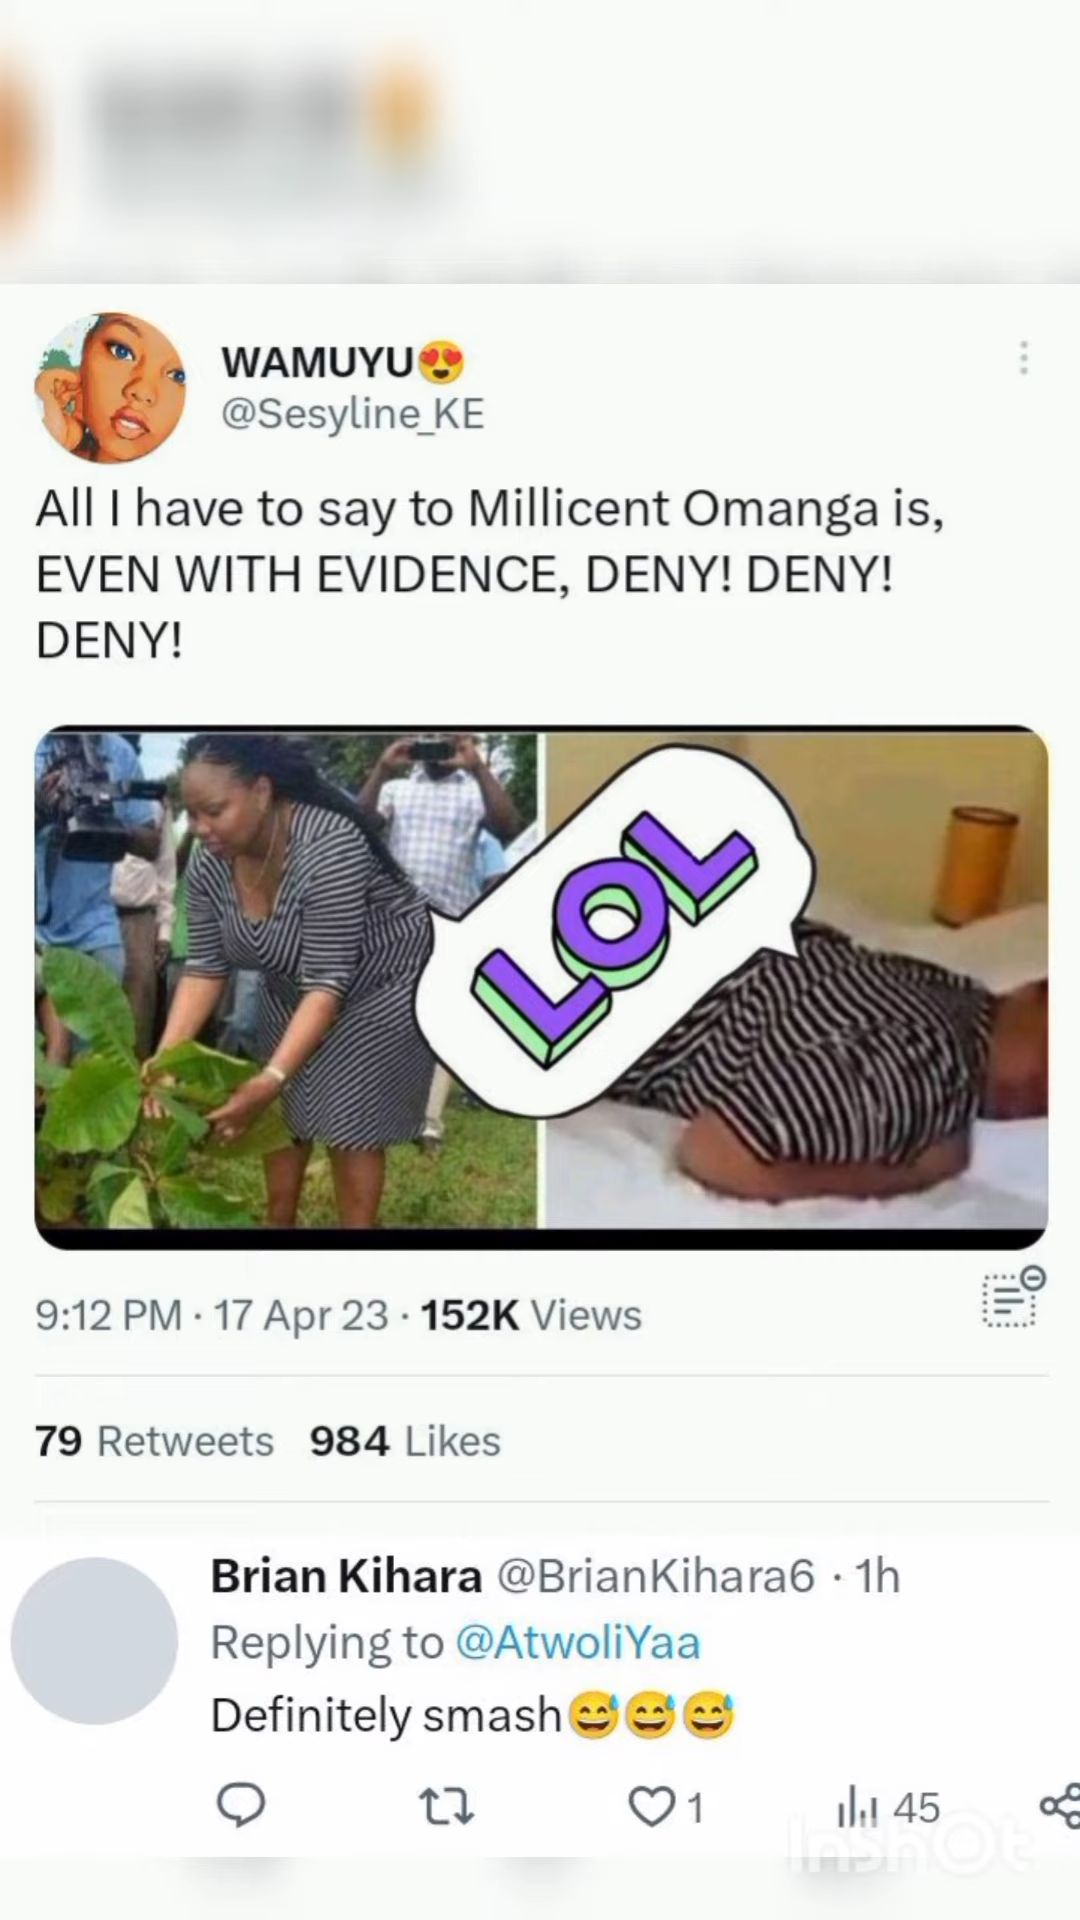 WAMUYU😍
@Sesyline_KE
All I have to say to Millicent Omanga is,
EVEN WITH EVIDENCE, DENY! DENY!
DENY!
LOL
9:12 PM · 17 Apr 23 · 152K Views
79 Retweets 984 Likes
Brian Kihara @BrianKihara6 · 1h
Replying to @AtwoliYaa
Definitely smash😅😅😅
1 45
InShOt